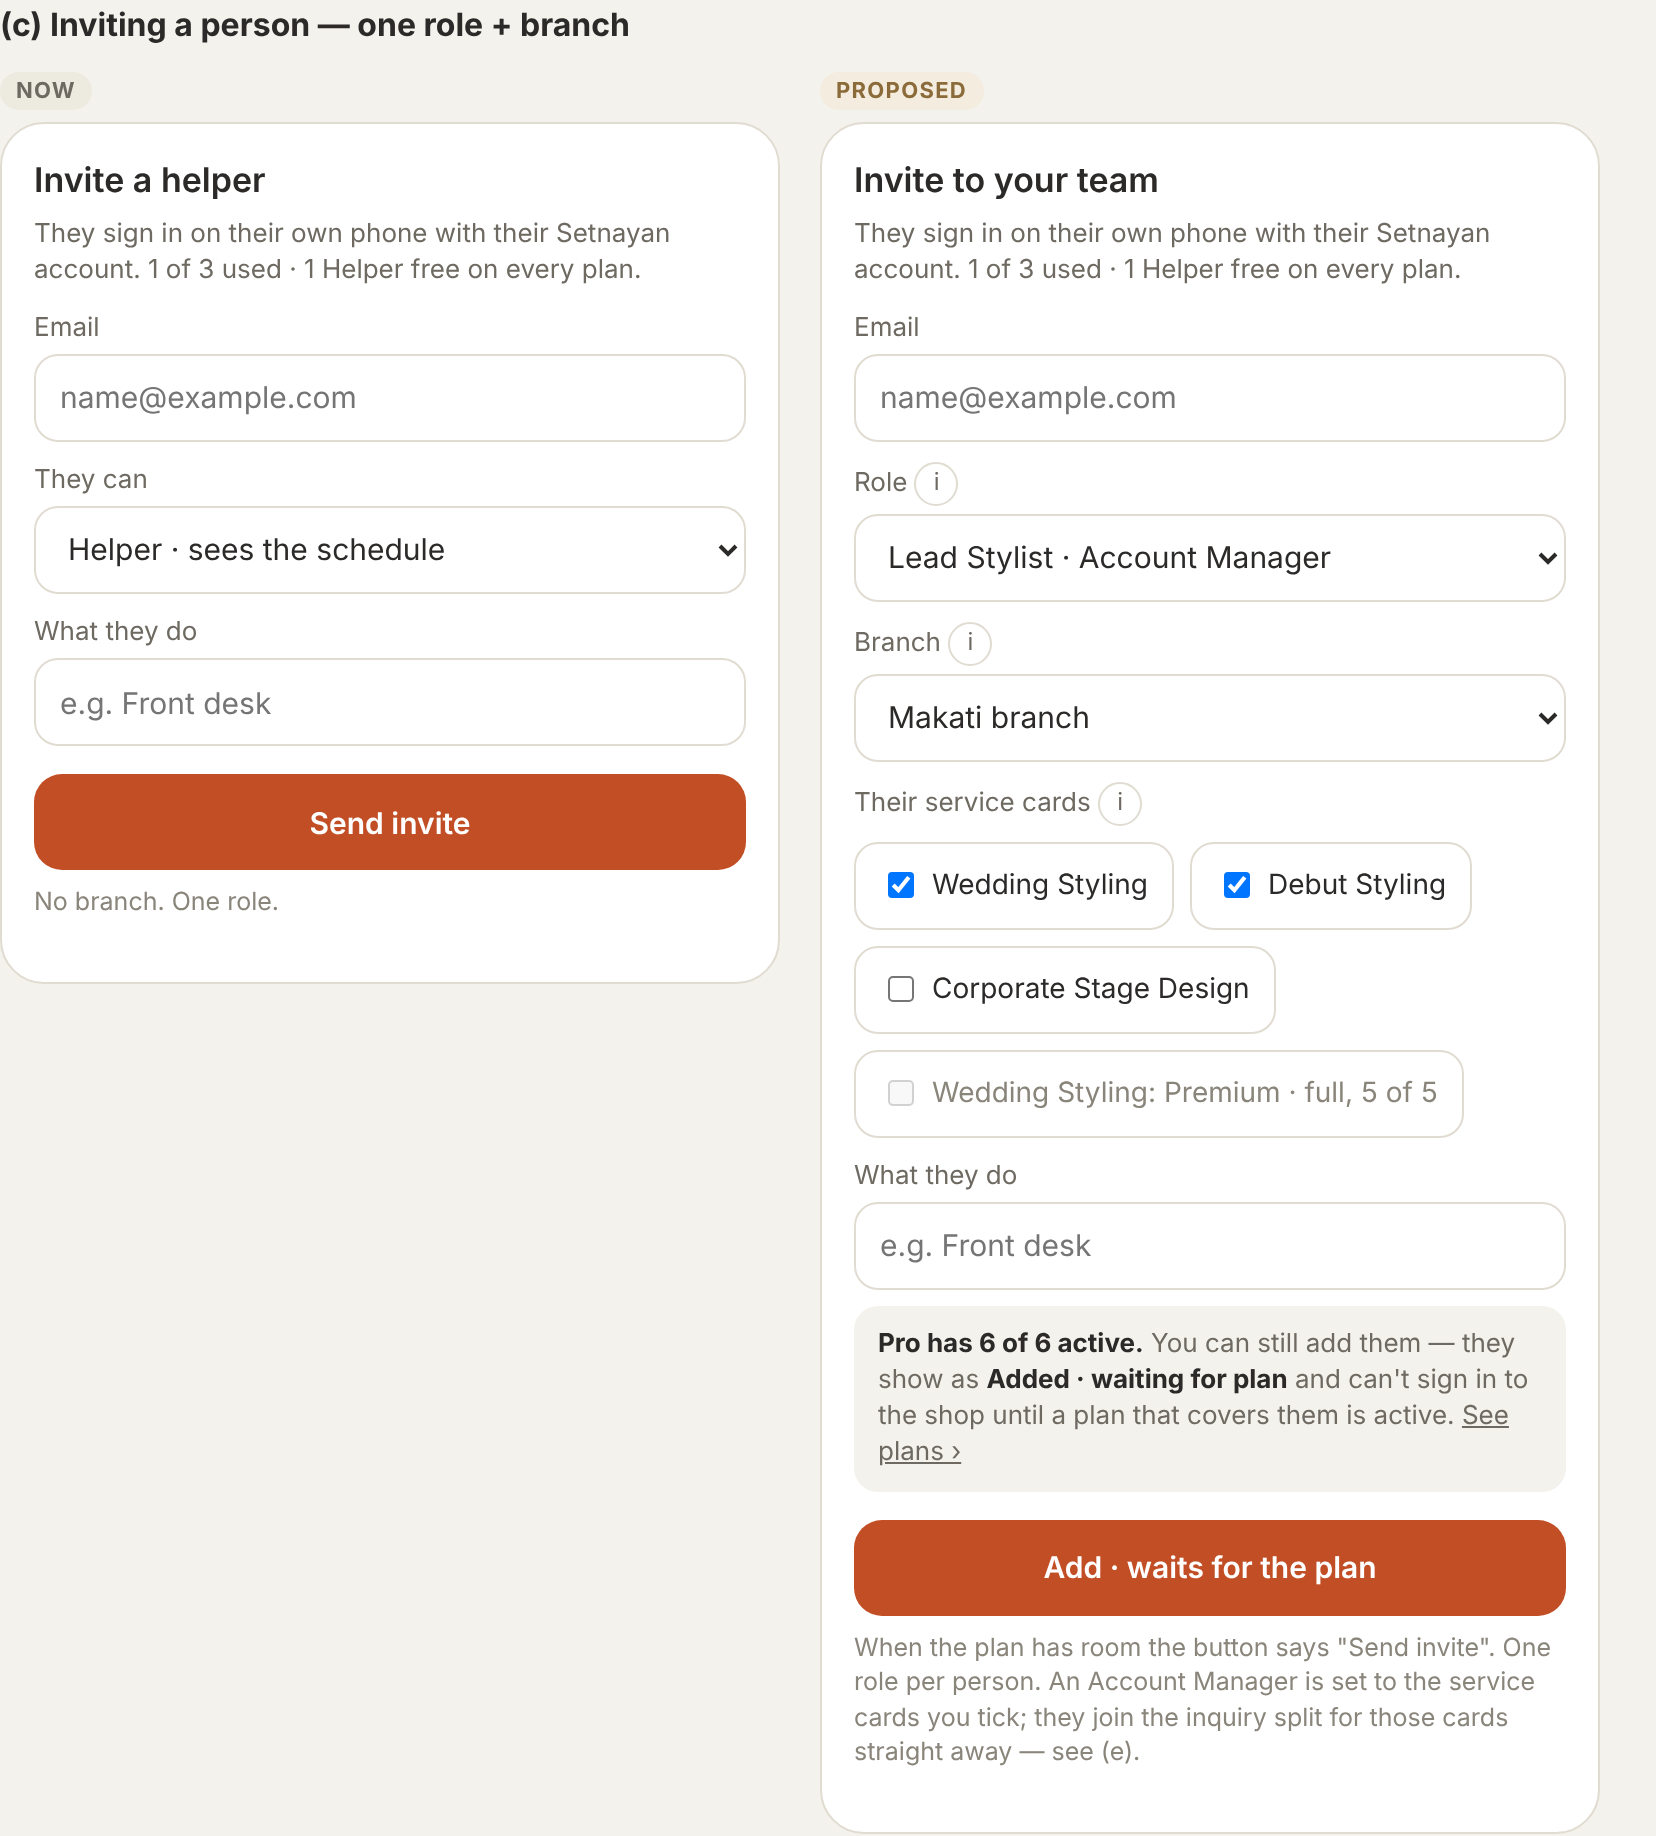 (c) Inviting a person — one role + branch
NOW
Invite a helper
They sign in on their own phone with their Setnayan
account. 1 of 3 used · 1 Helper free on every plan.
Email
name@example.com
They can
Helper · sees the schedule
What they do
e.g. Front desk
Send invite
No branch. One role.
PROPOSED
Invite to your team
They sign in on their own phone with their Setnayan
account. 1 of 3 used · 1 Helper free on every plan.
Email
name@example.com
Role i
Lead Stylist · Account Manager
Branch i
Makati branch
Their service cards i
Wedding Styling
Debut Styling
Corporate Stage Design
Wedding Styling: Premium · full, 5 of 5
What they do
e.g. Front desk
Pro has 6 of 6 active. You can still add them — they
show as Added · waiting for plan and can't sign in to
the shop until a plan that covers them is active. See
plans ›
Add · waits for the plan
When the plan has room the button says "Send invite". One
role per person. An Account Manager is set to the service
cards you tick; they join the inquiry split for those cards
straight away — see (e).